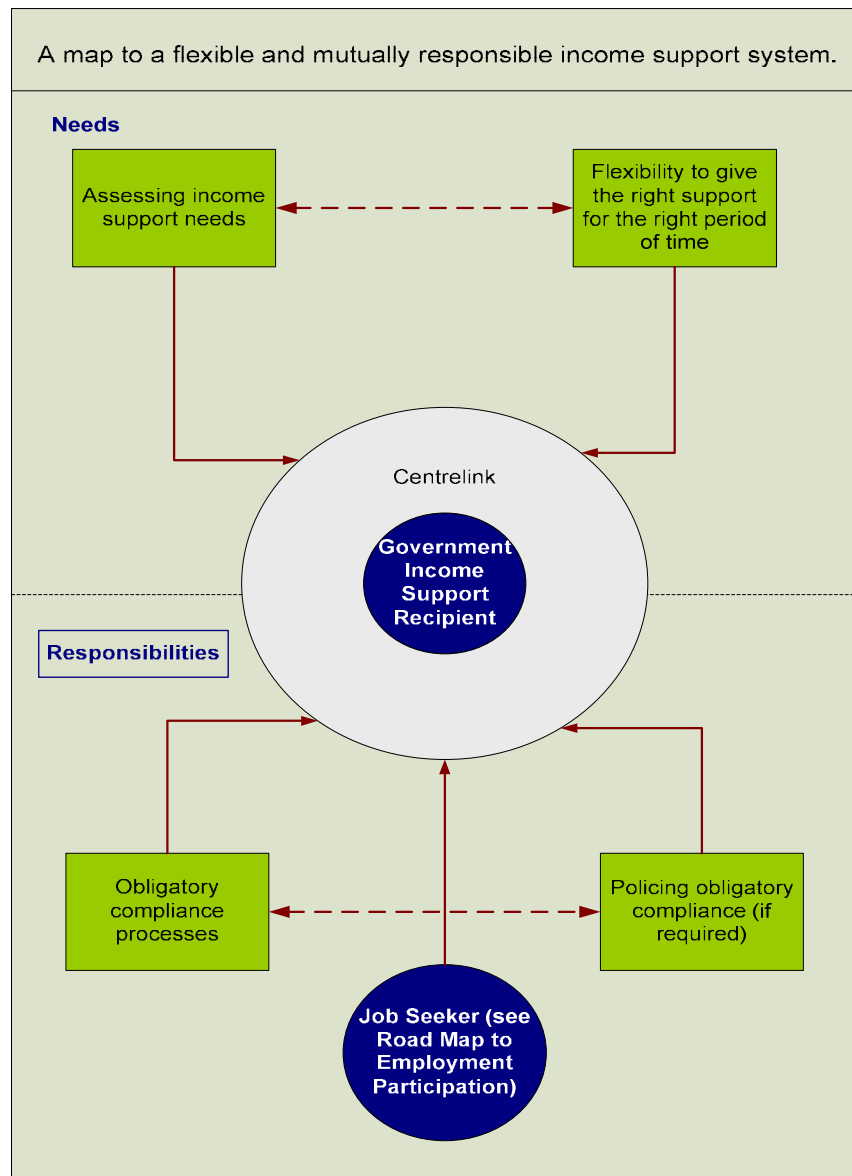 A map to a flexible and mutually responsible income support system.
Needs
Assessing income
support needs
Flexibility to give
the right support
for the right period
of time
Centrelink
Government
Income
Support
Recipient
Responsibilities
Obligatory
compliance
processes
Policing obligatory
compliance (if
required)
Job Seeker (see
Road Map to
Employment
Participation)